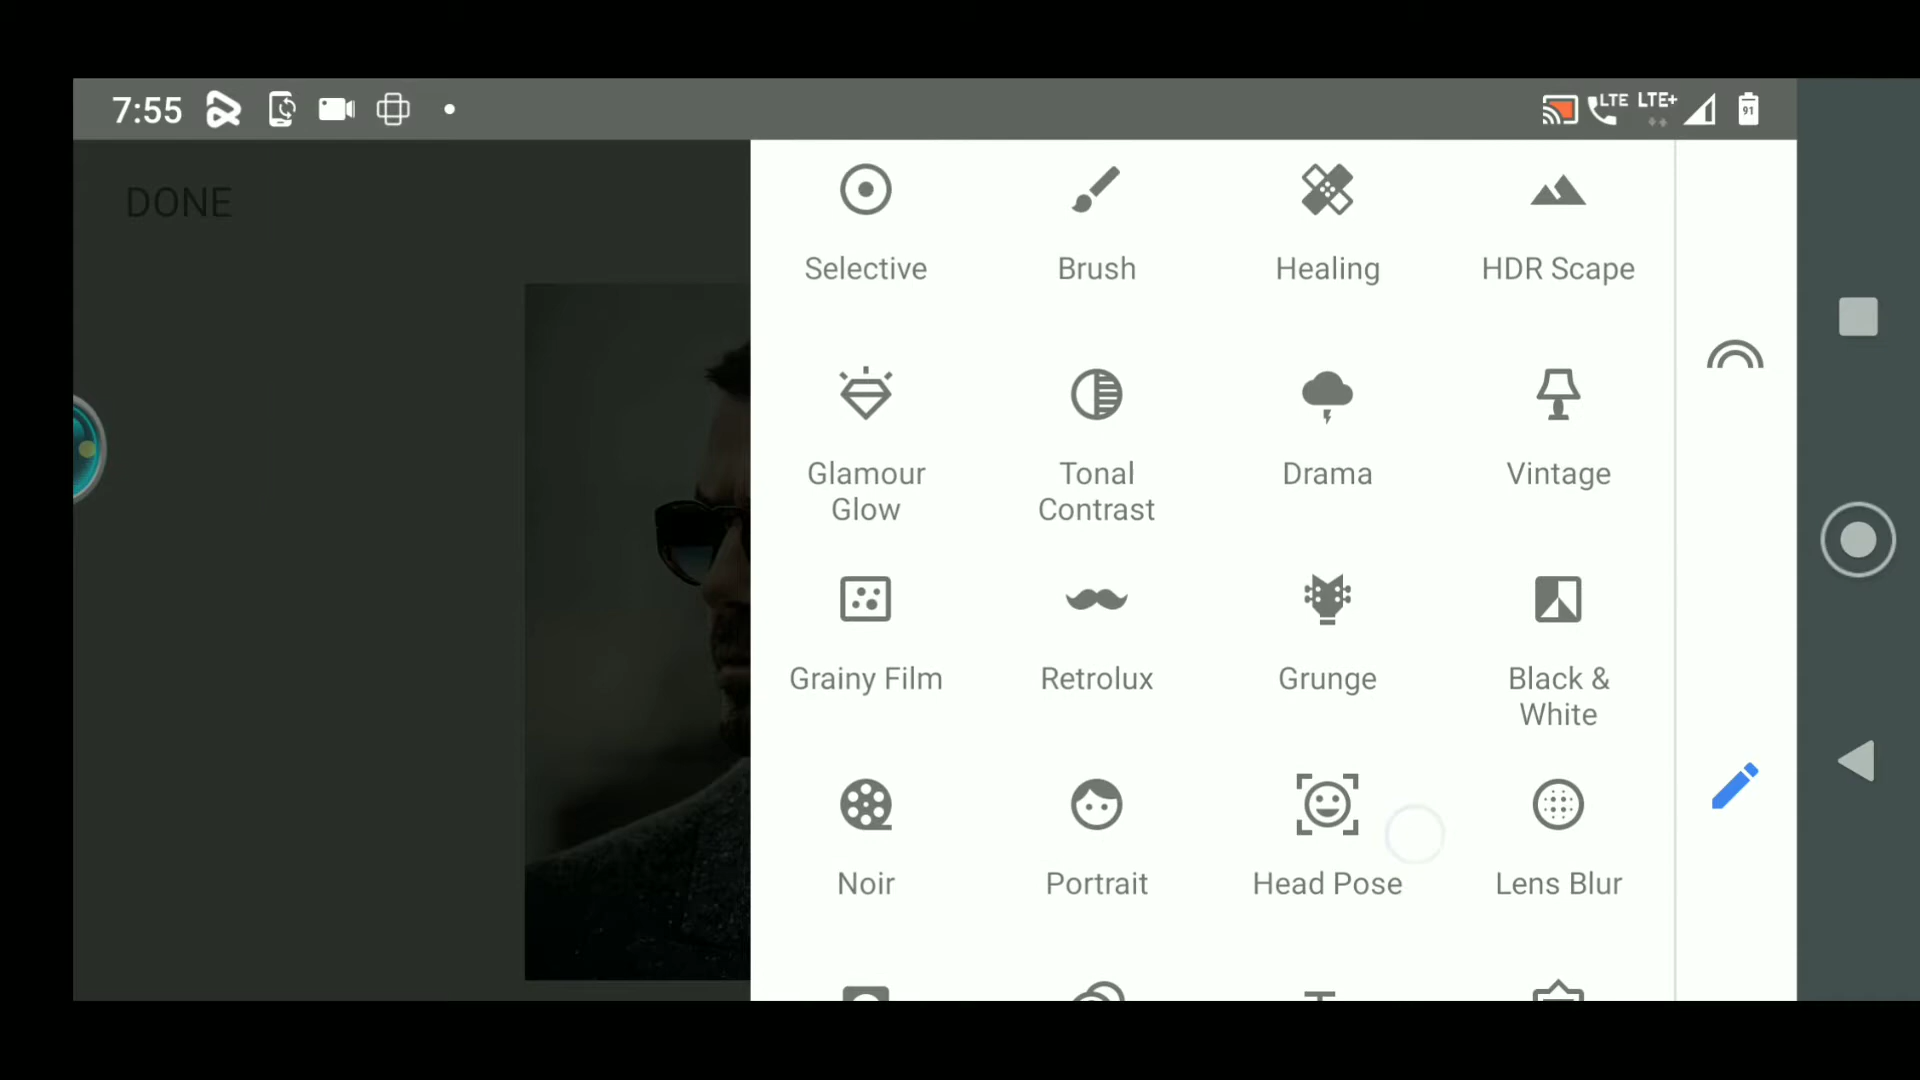 7:55
LTE
LTE+
91
DONE
Selective
Brush
Healing
HDR Scape
Glamour
Glow
Tonal
Contrast
Drama
Vintage
Grainy Film
Retrolux
Grunge
Black &
White
Noir
Portrait
Head Pose
Lens Blur